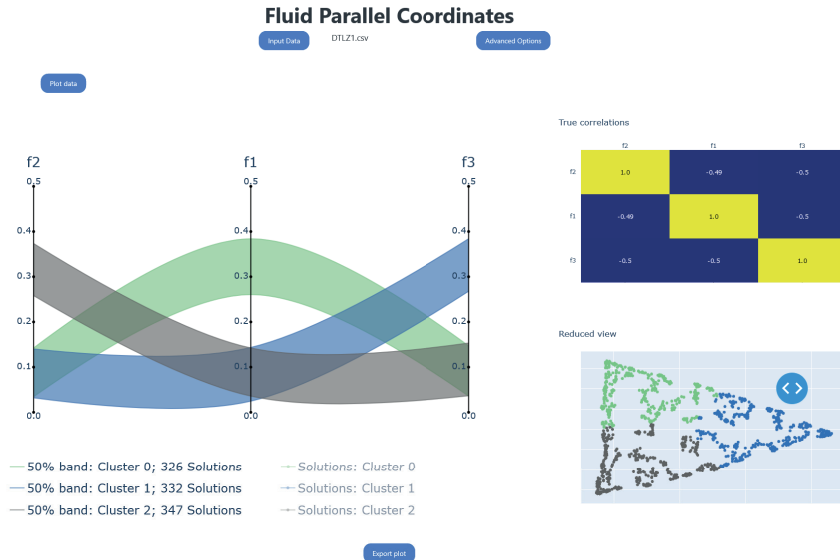 Fluid Parallel Coordinates
Input Data
DTLZ1.csv
Advanced Options
Plot data
f2
f1
f3
0.5
0.4
0.3
0.2
0.1
0.0
0.5
0.4
0.3
0.2
0.1
0.0
0.5
0.4
0.3
0.2
0.1
0.0
50% band: Cluster 0; 326 Solutions
Solutions: Cluster 0
50% band: Cluster 1; 332 Solutions
Solutions: Cluster 1
50% band: Cluster 2; 347 Solutions
Solutions: Cluster 2
True correlations
f2 f1 f3
f2 1.0 -0.49 -0.5
f1 -0.49 1.0 -0.5
f3 -0.5 -0.5 1.0
Reduced view
Export plot